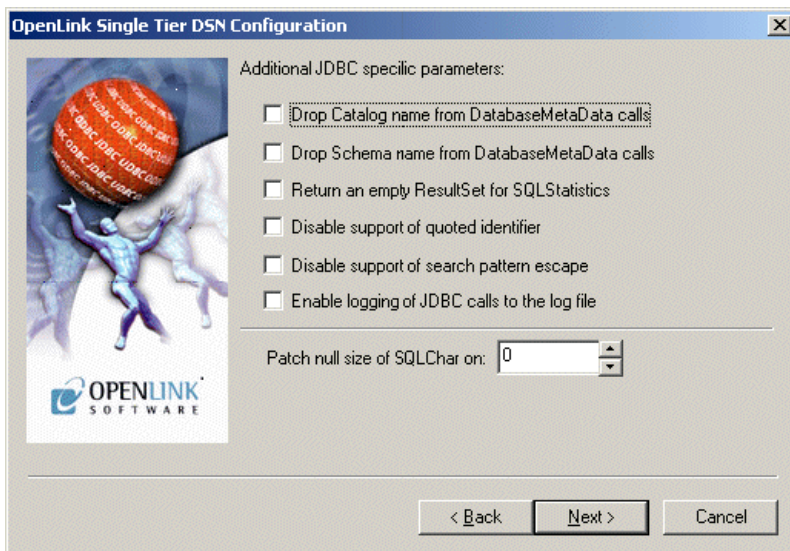 OpenLink Single Tier DSN Configuration
Additional JDBC specific parameters:
Drop Catalog name from DatabaseMetaData calls
Drop Schema name from DatabaseMetaData calls
Return an empty ResultSet for SQLStatistics
Disable support of quoted identifier
Disable support of search pattern escape
Enable logging of JDBC calls to the log file
Patch null size of SQLChar on: 0
OPENLINK
SOFTWARE
< Back Next > Cancel